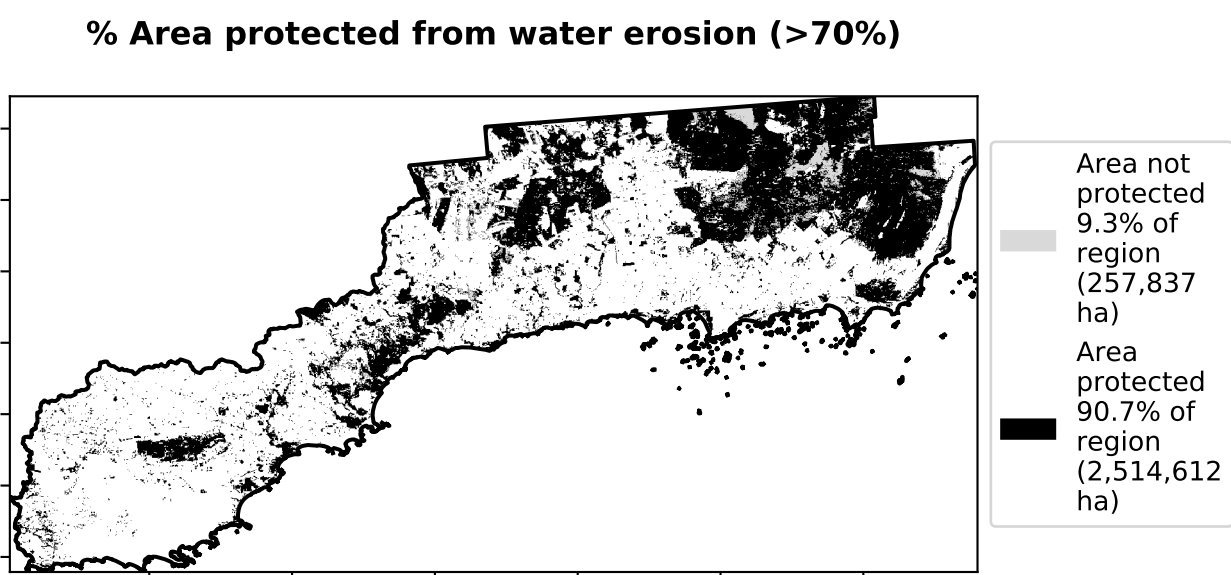 % Area protected from water erosion (>70%)
Area not
protected
9.3% of
region
(257,837
ha)
Area
protected
90.7% of
region
(2,514,612
ha)